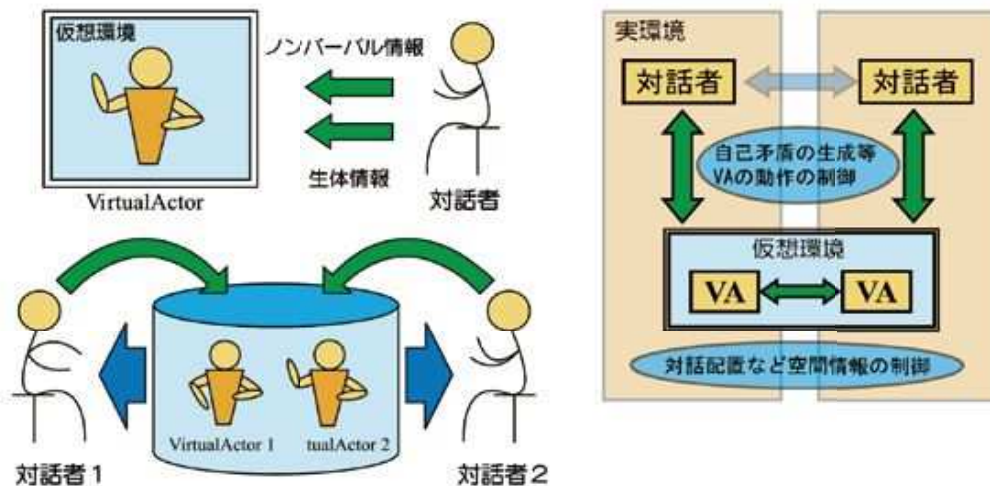 仮想環境
ノンバーバル情報
生体情報
VirtualActor
対話者
VirtualActor 1
tualActor 2
対話者1
対話者2
実環境
対話者
対話者
自己矛盾の生成等
VAの動作の制御
仮想環境
VA
VA
対話配置など空間情報の制御